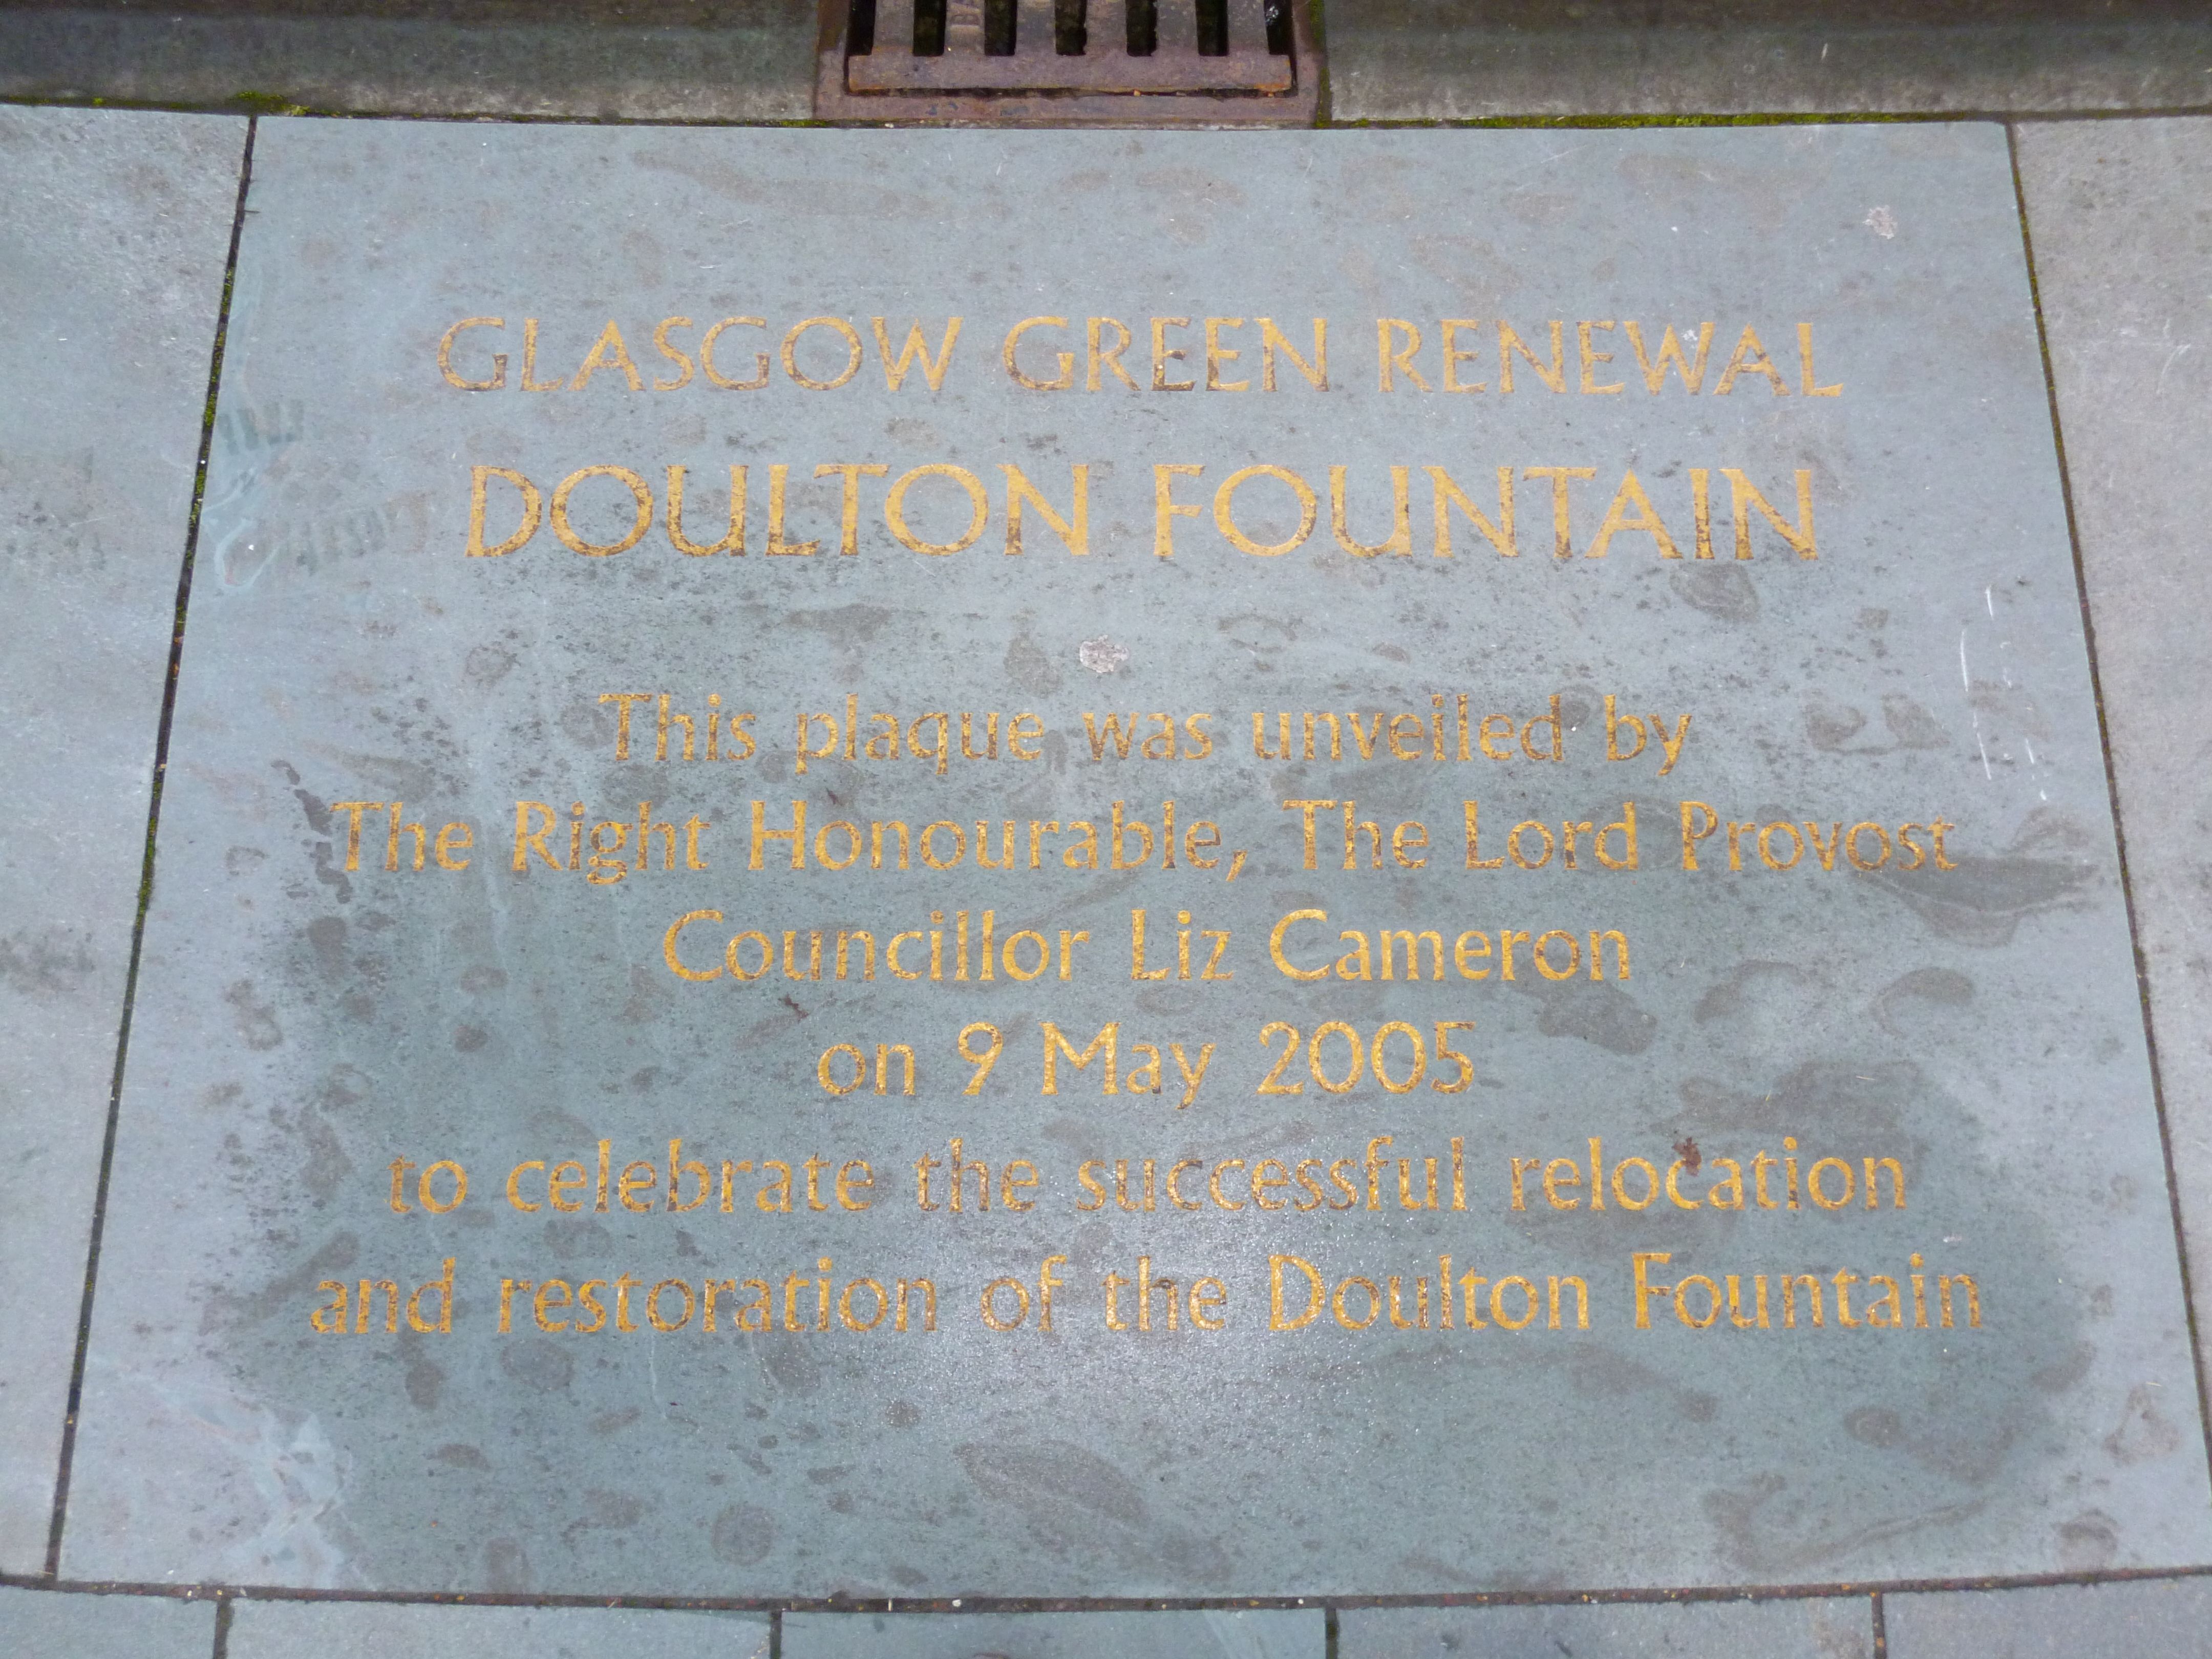 GLASGOW GREEN RENEWAL
DOULTON FOUNTAIN
This plaque was unveiled by
The Right Honourable, The Lord Provost
Councillor Liz Cameron
on 9 May 2005
to celebrate the successful relocation
and restoration of the Doulton Fountain